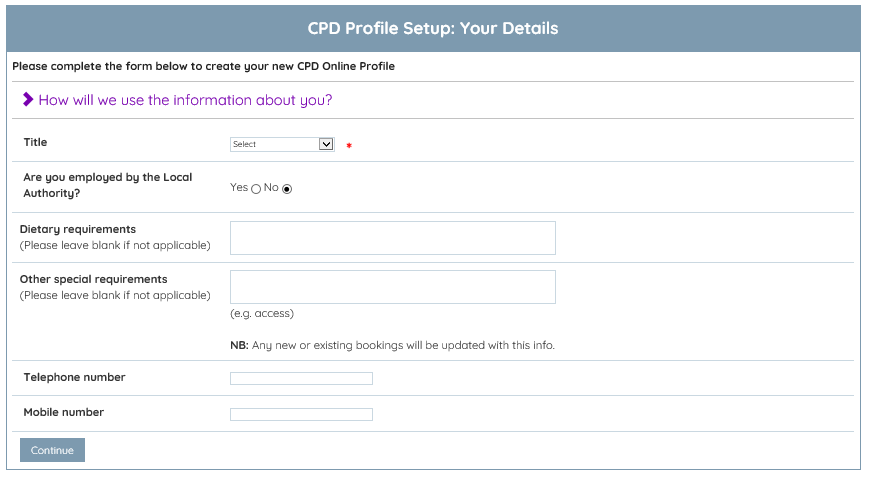 CPD Profile Setup: Your Details
Please complete the form below to create your new CPD Online Profile
How will we use the information about you?
Title
Select
*
Are you employed by the Local
Authority?
Yes No
Dietary requirements
(Please leave blank if not applicable)
Other special requirements
(Please leave blank if not applicable)
(e.g. access)
NB: Any new or existing bookings will be updated with this info.
Telephone number
Mobile number
Continue